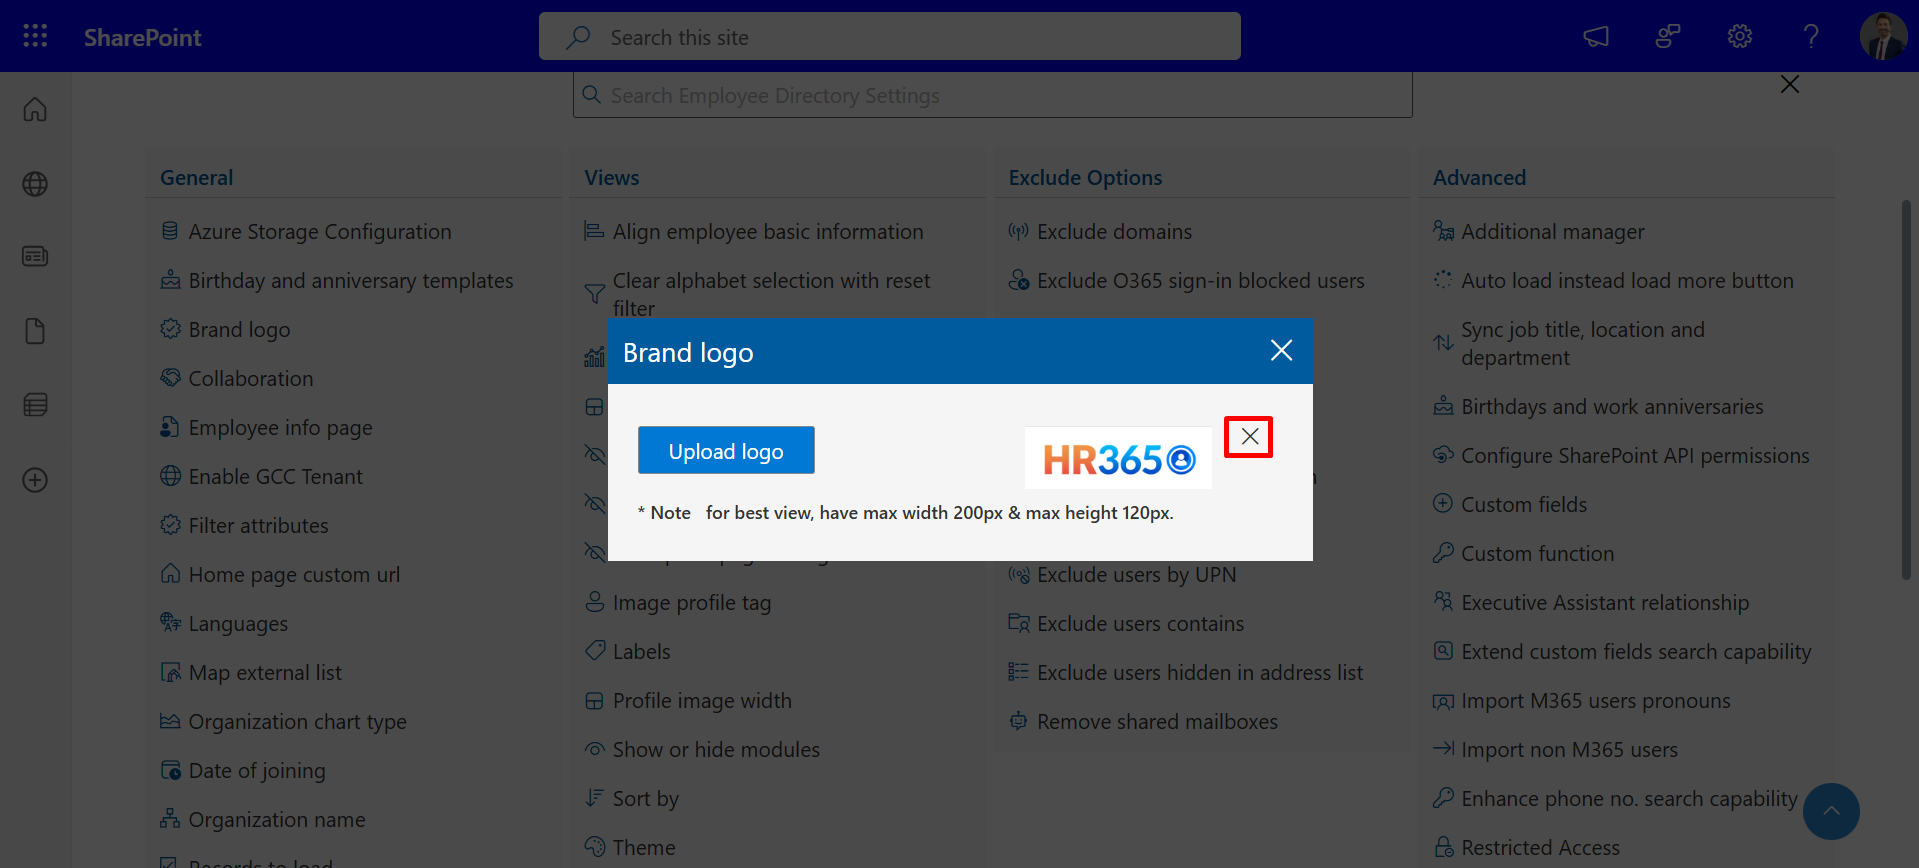 SharePoint
Search this site
Search Employee Directory Settings
General
Azure Storage Configuration
Birthday and anniversary templates
Brand logo
Collaboration
Employee info page
Enable GCC Tenant
Filter attributes
Home page custom url
Languages
Map external list
Organization chart type
Date of joining
Organization name
Records to load
Views
Align employee basic information
Clear alphabet selection with reset
filter
Image profile tag
Labels
Profile image width
Show or hide modules
Sort by
Theme
Exclude Options
Exclude domains
Exclude O365 sign-in blocked users
Exclude users by UPN
Exclude users contains
Exclude users hidden in address list
Remove shared mailboxes
Advanced
Additional manager
Auto load instead load more button
Sync job title, location and
department
Birthdays and work anniversaries
Configure SharePoint API permissions
Custom fields
Custom function
Executive Assistant relationship
Extend custom fields search capability
Import M365 users pronouns
Import non M365 users
Enhance phone no. search capability
Restricted Access
Brand logo
Upload logo
HR365
* Note for best view, have max width 200px & max height 120px.